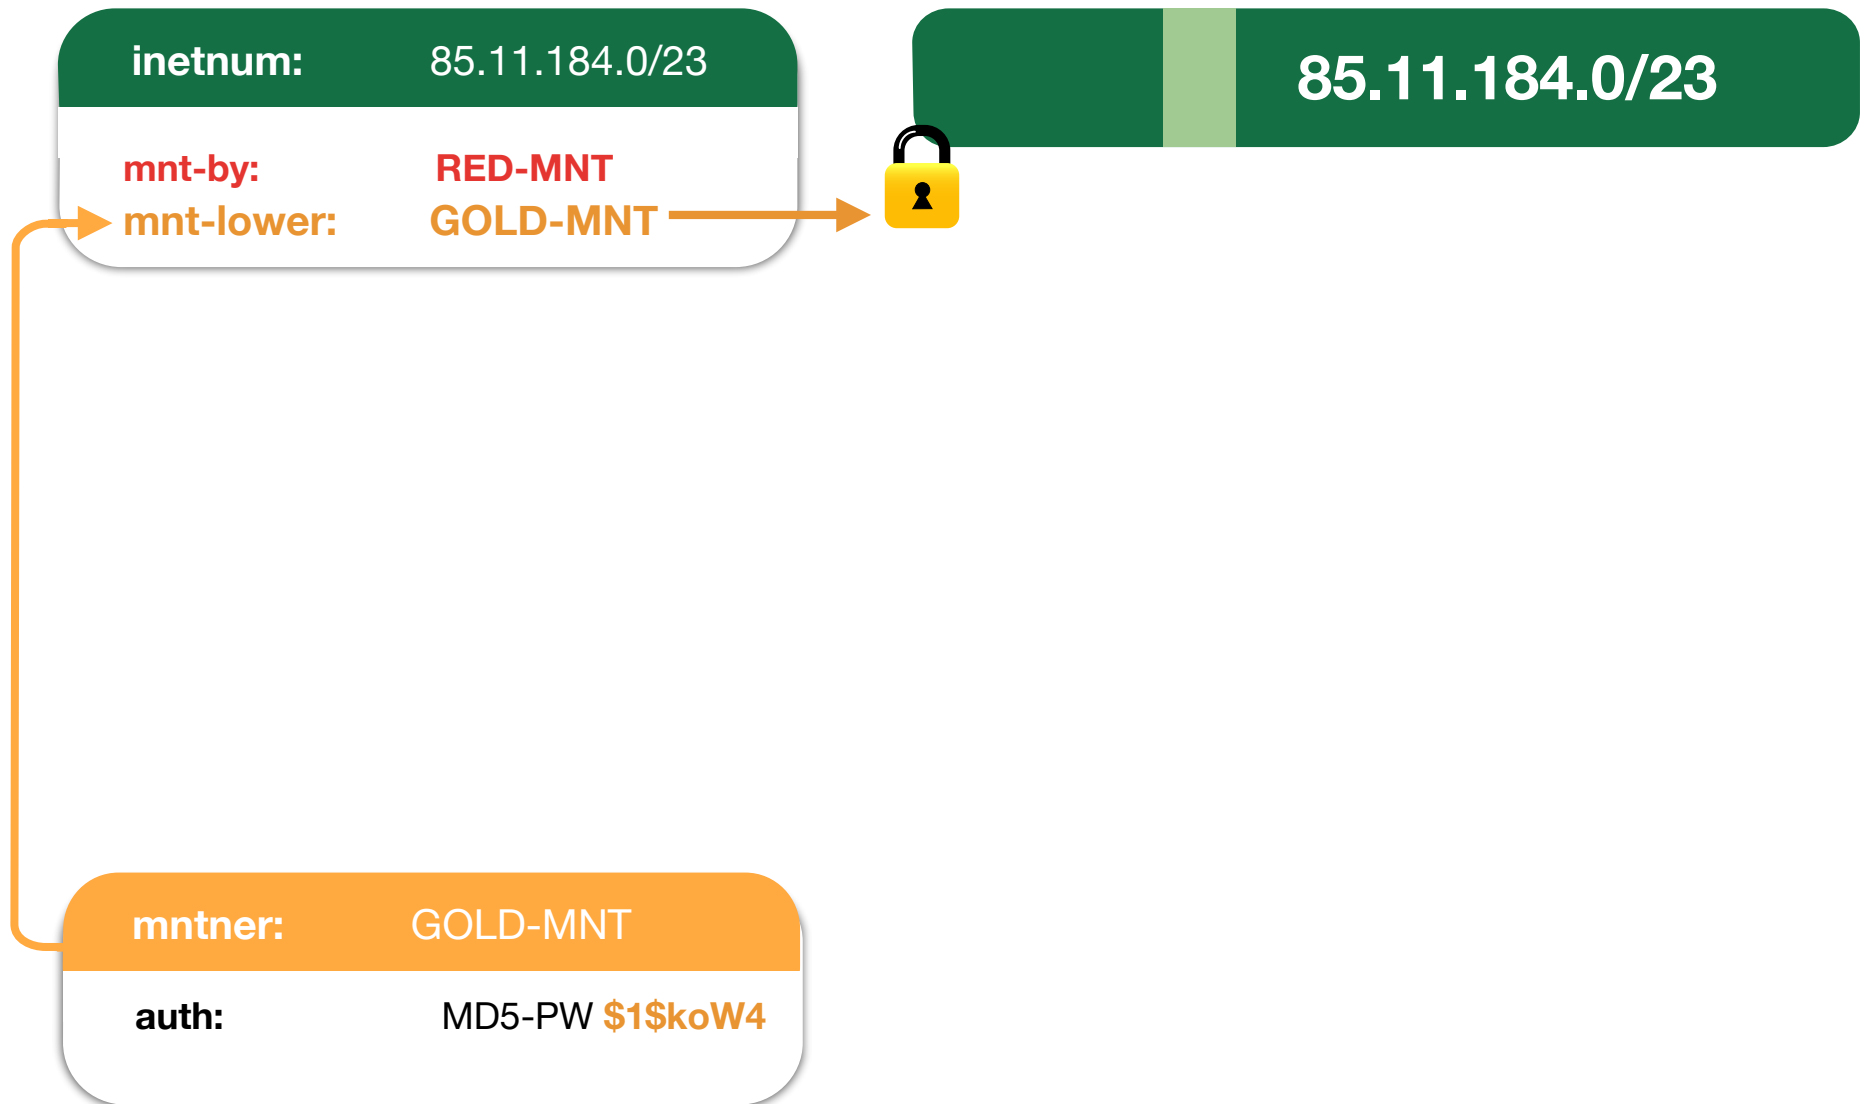 inetnum: 85.11.184.0/23
mnt-by: RED-MNT
mnt-lower: GOLD-MNT
85.11.184.0/23
mntner: GOLD-MNT
auth: MD5-PW $1$koW4